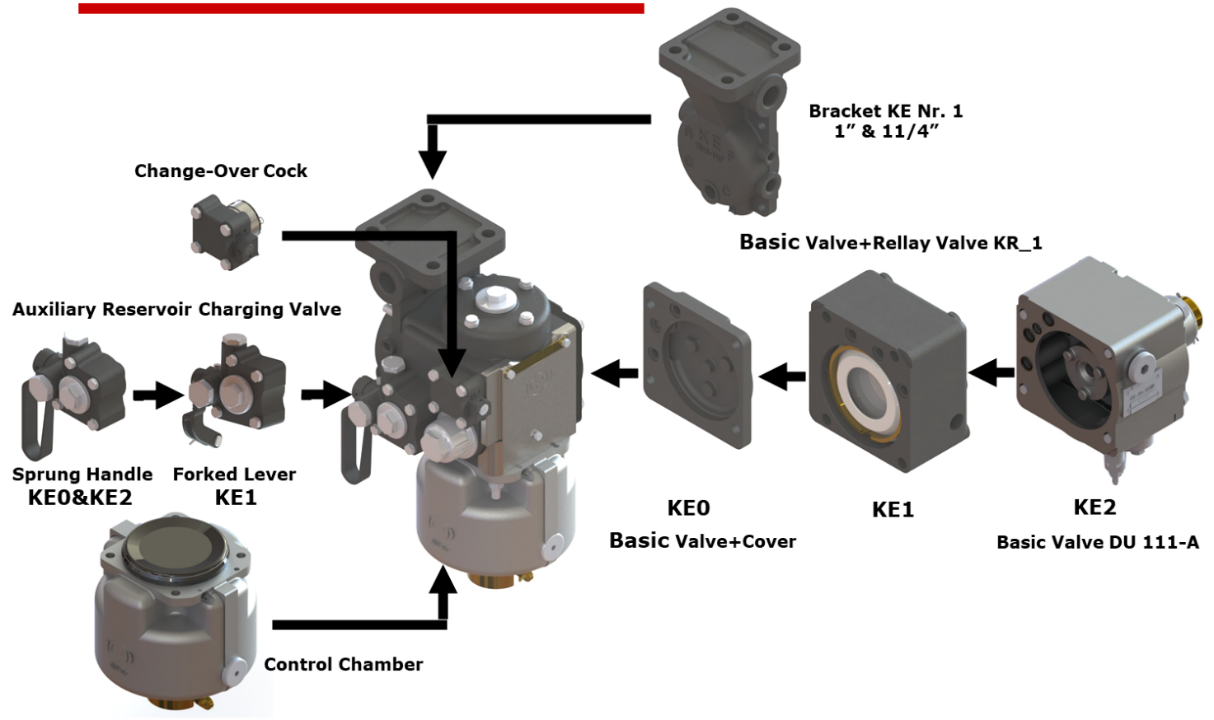 Bracket KE Nr. 1
1” & 11/4”
Change-Over Cock
Basic Valve+Rellay Valve KR_1
Auxiliary Reservoir Charging Valve
Sprung Handle
KE0&KE2
Forked Lever
KE1
KE0
Basic Valve+Cover
KE1
KE2
Basic Valve DU 111-A
Control Chamber